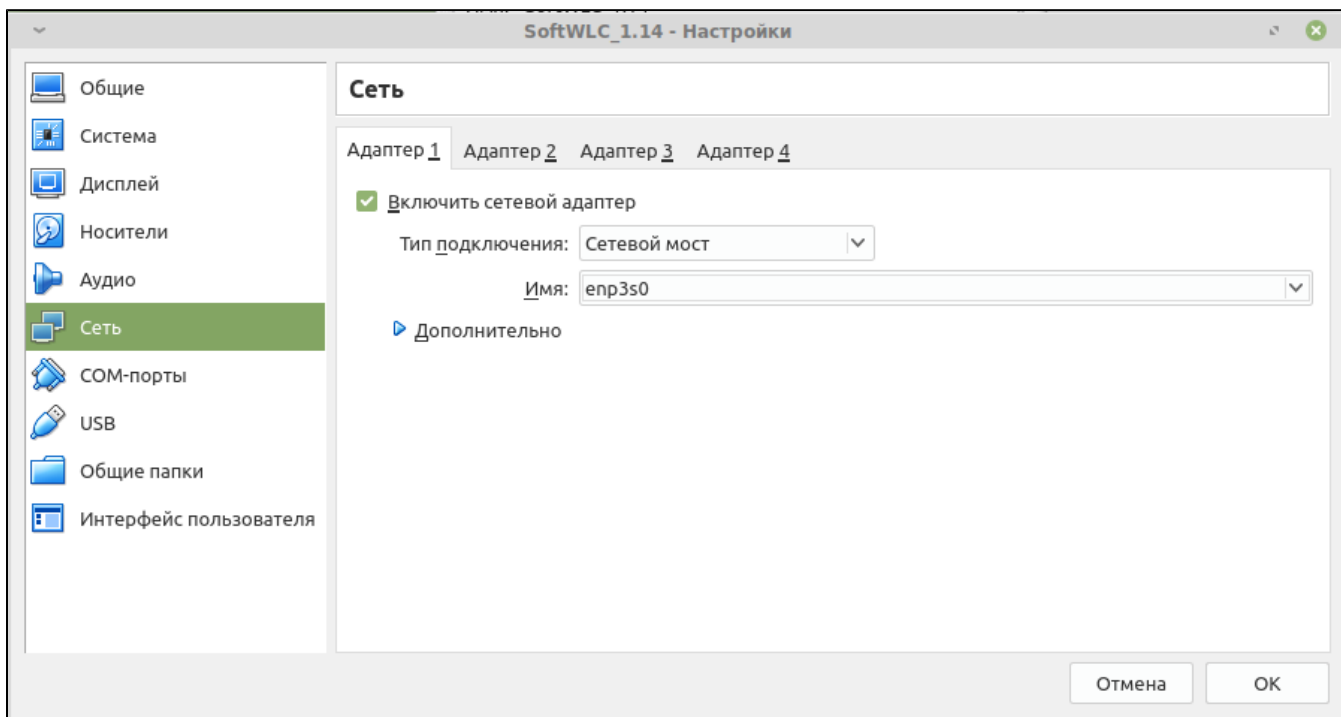 SoftWLC_1.14 - Настройки
Общие
Система
Дисплей
Носители
Аудио
Сеть
COM-порты
USB
Общие папки
Интерфейс пользователя
Сеть
Адаптер 1 Адаптер 2 Адаптер 3 Адаптер 4
Включить сетевой адаптер
Тип подключения: Сетевой мост
Имя: enp3s0
Дополнительно
Отмена OK